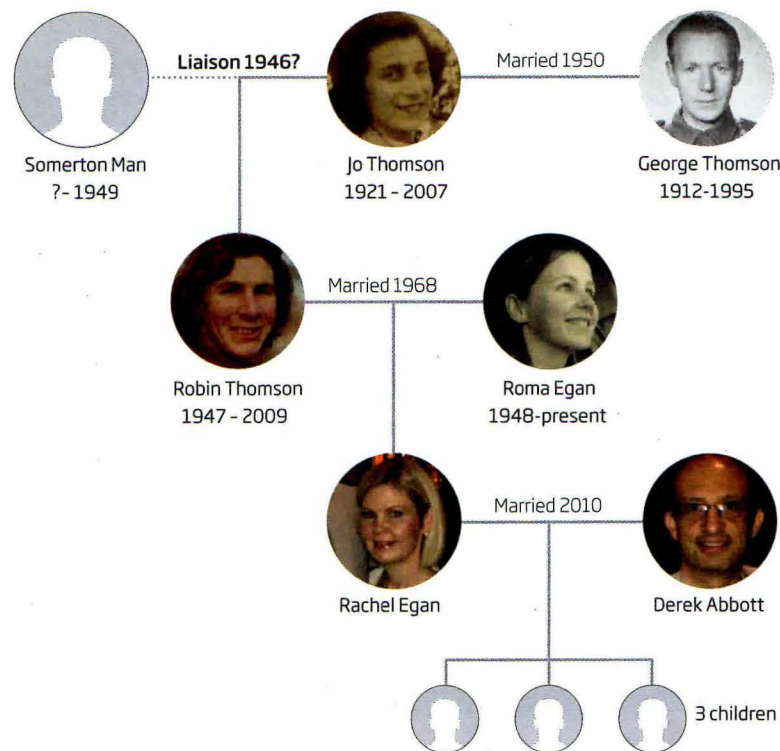 Liaison 1946?
Married 1950
Somerton Man
?- 1949
Jo Thomson
1921 - 2007
George Thomson
1912-1995
Married 1968
Robin Thomson
1947 - 2009
Roma Egan
1948-present
Married 2010
Rachel Egan
Derek Abbott
3 children